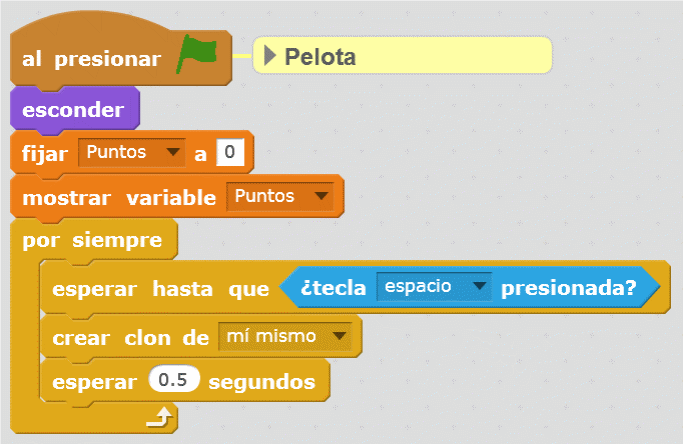 al presionar Pelota
esconder
fijar Puntos a 0
mostrar variable Puntos
por siempre
esperar hasta que ¿tecla espacio presionada?
crear clon de mí mismo
esperar 0.5 segundos